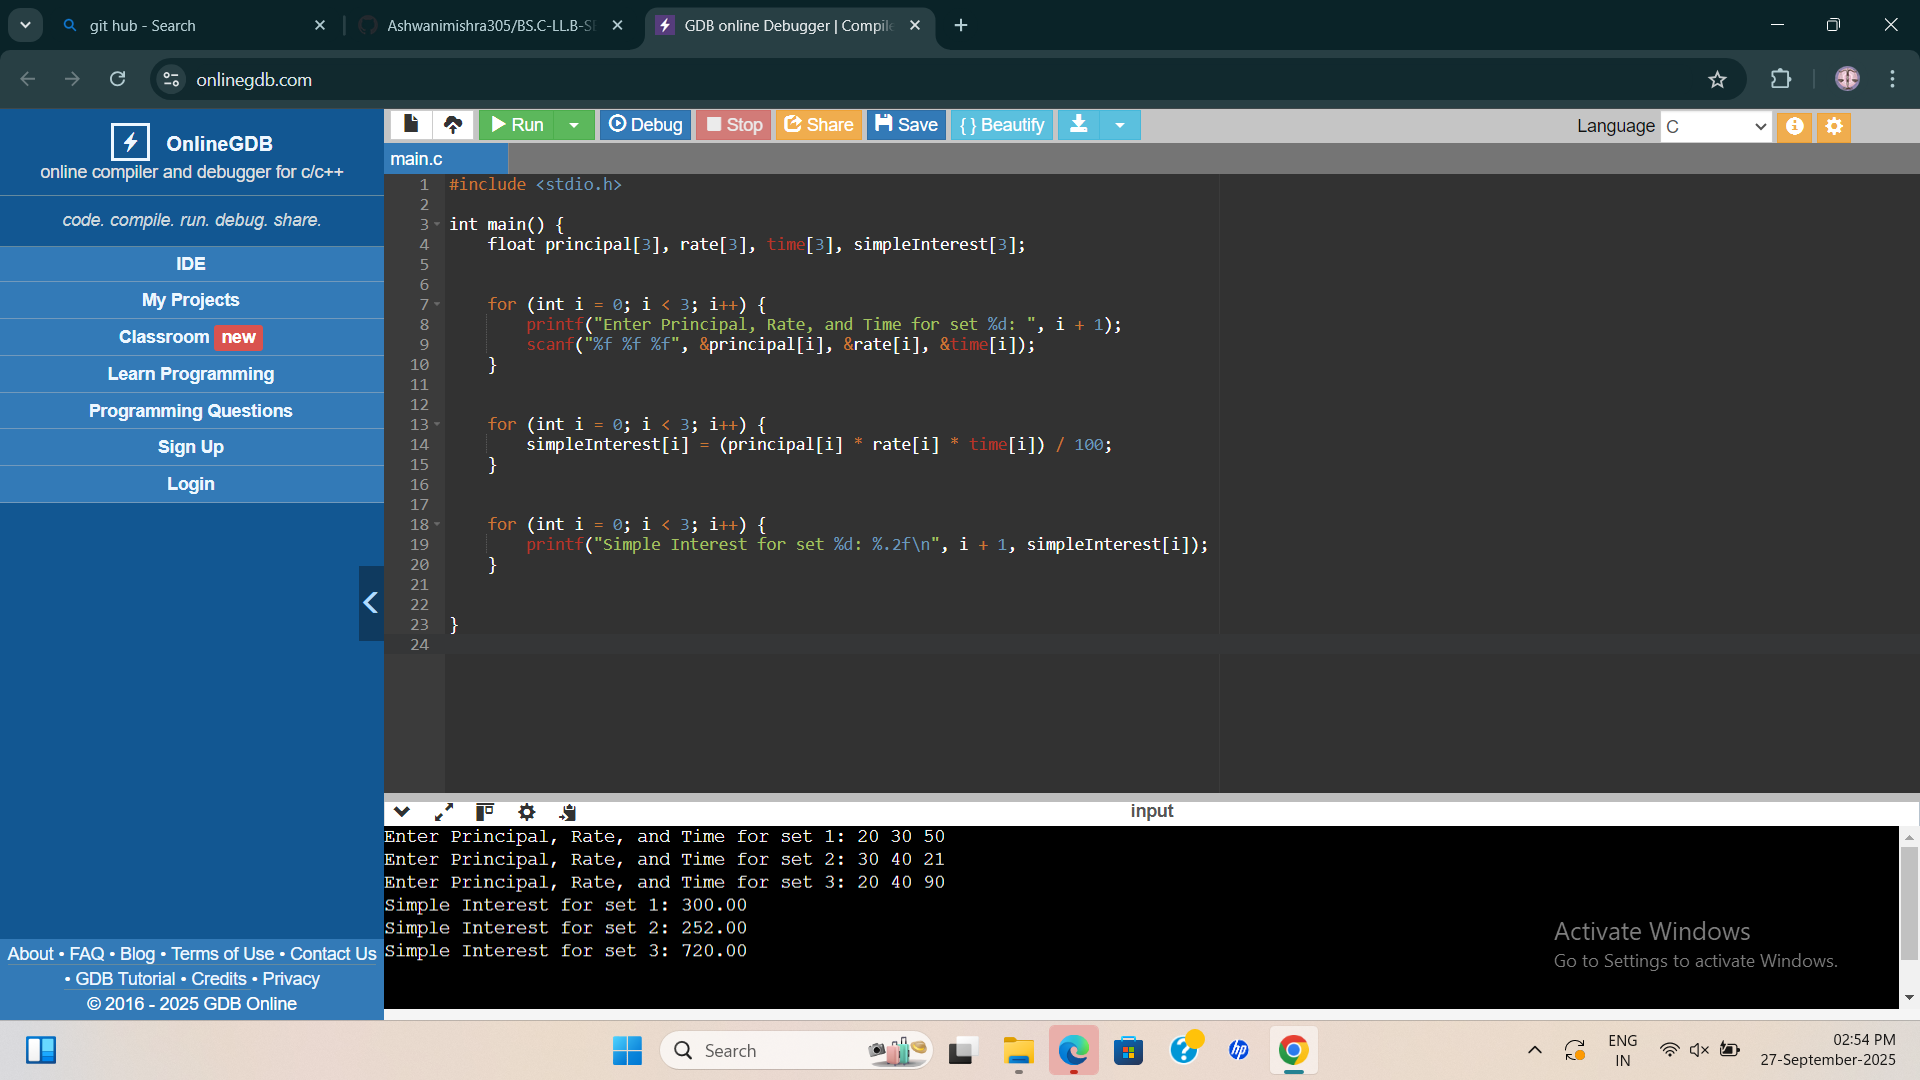 git hub - Search
Ashwanimishra305/BS.C-LL.B-S
GDB online Debugger | Compile
onlinegdb.com
OnlineGDB
online compiler and debugger for c/c++
code. compile. run. debug. share.
IDE
My Projects
Classroom new
Learn Programming
Programming Questions
Sign Up
Login
About • FAQ • Blog • Terms of Use • Contact Us
• GDB Tutorial • Credits • Privacy
© 2016 - 2025 GDB Online
Run Debug Stop Share Save { } Beautify Language C
main.c
1 #include <stdio.h>
2
3 int main() {
4 float principal[3], rate[3], time[3], simpleInterest[3];
5
6
7 for (int i = 0; i < 3; i++) {
8 printf("Enter Principal, Rate, and Time for set %d: ", i + 1);
9 scanf("%f %f %f", &principal[i], &rate[i], &time[i]);
10 }
11
12
13 for (int i = 0; i < 3; i++) {
14 simpleInterest[i] = (principal[i] * rate[i] * time[i]) / 100;
15 }
16
17
18 for (int i = 0; i < 3; i++) {
19 printf("Simple Interest for set %d: %.2f\n", i + 1, simpleInterest[i]);
20 }
21
22
23 }
24
input
Enter Principal, Rate, and Time for set 1: 20 30 50
Enter Principal, Rate, and Time for set 2: 30 40 21
Enter Principal, Rate, and Time for set 3: 20 40 90
Simple Interest for set 1: 300.00
Simple Interest for set 2: 252.00
Simple Interest for set 3: 720.00
Activate Windows
Go to Settings to activate Windows.
Search
hp
ENG
IN
02:54 PM
27-September-2025